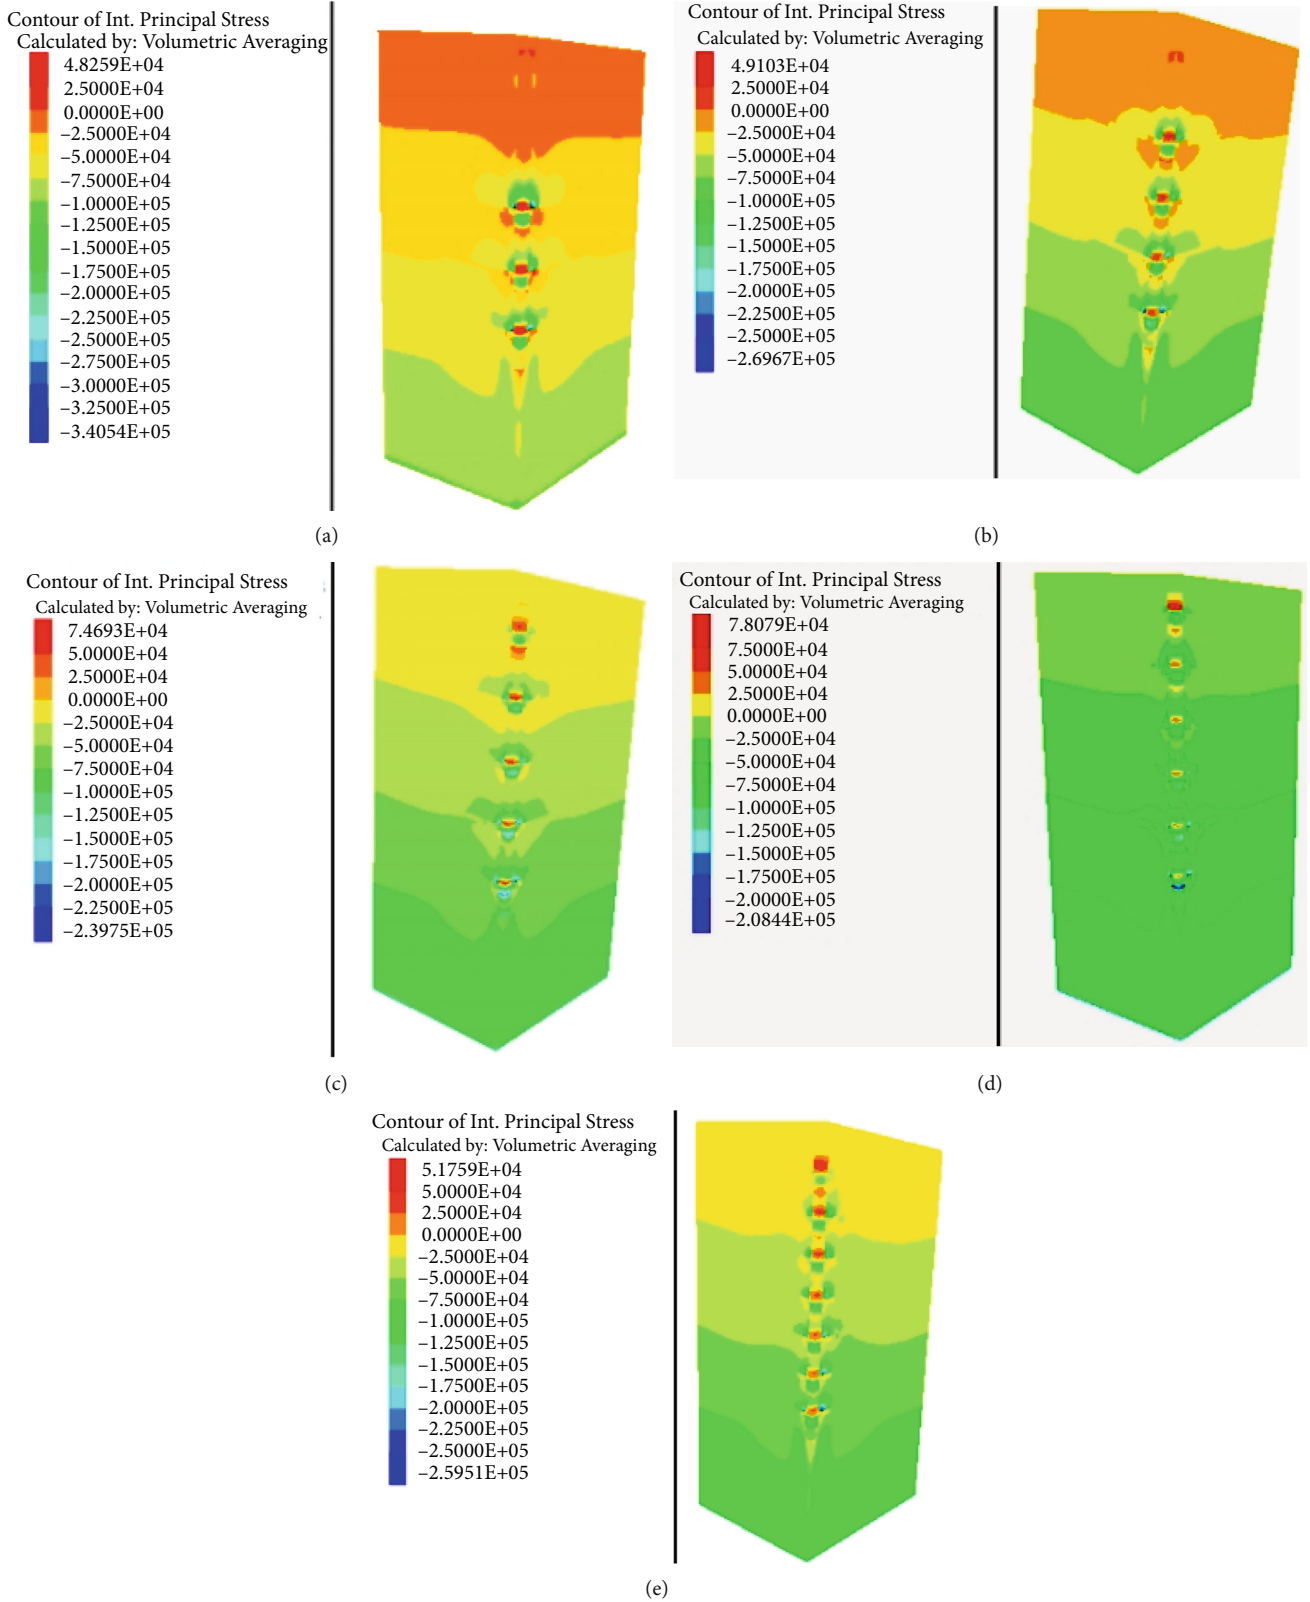 Contour of Int. Principal Stress
Calculated by: Volumetric Averaging
4.8259E+04
2.5000E+04
0.0000E+00
–2.5000E+04
–5.0000E+04
–7.5000E+04
–1.0000E+05
–1.2500E+05
–1.5000E+05
–1.7500E+05
–2.0000E+05
–2.2500E+05
–2.5000E+05
–2.7500E+05
–3.0000E+05
–3.2500E+05
–3.4054E+05
(a)
Contour of Int. Principal Stress
Calculated by: Volumetric Averaging
4.9103E+04
2.5000E+04
0.0000E+00
–2.5000E+04
–5.0000E+04
–7.5000E+04
–1.0000E+05
–1.2500E+05
–1.5000E+05
–1.7500E+05
–2.0000E+05
–2.2500E+05
–2.5000E+05
–2.6967E+05
(b)
Contour of Int. Principal Stress
Calculated by: Volumetric Averaging
7.4693E+04
5.0000E+04
2.5000E+04
0.0000E+00
–2.5000E+04
–5.0000E+04
–7.5000E+04
–1.0000E+05
–1.2500E+05
–1.5000E+05
–1.7500E+05
–2.0000E+05
–2.2500E+05
–2.3975E+05
(c)
Contour of Int. Principal Stress
Calculated by: Volumetric Averaging
7.8079E+04
7.5000E+04
5.0000E+04
2.5000E+04
0.0000E+00
–2.5000E+04
–5.0000E+04
–7.5000E+04
–1.0000E+05
–1.2500E+05
–1.5000E+05
–1.7500E+05
–2.0000E+05
–2.0844E+05
(d)
Contour of Int. Principal Stress
Calculated by: Volumetric Averaging
5.1759E+04
5.0000E+04
2.5000E+04
0.0000E+00
–2.5000E+04
–5.0000E+04
–7.5000E+04
–1.0000E+05
–1.2500E+05
–1.5000E+05
–1.7500E+05
–2.0000E+05
–2.2500E+05
–2.5000E+05
–2.5951E+05
(e)